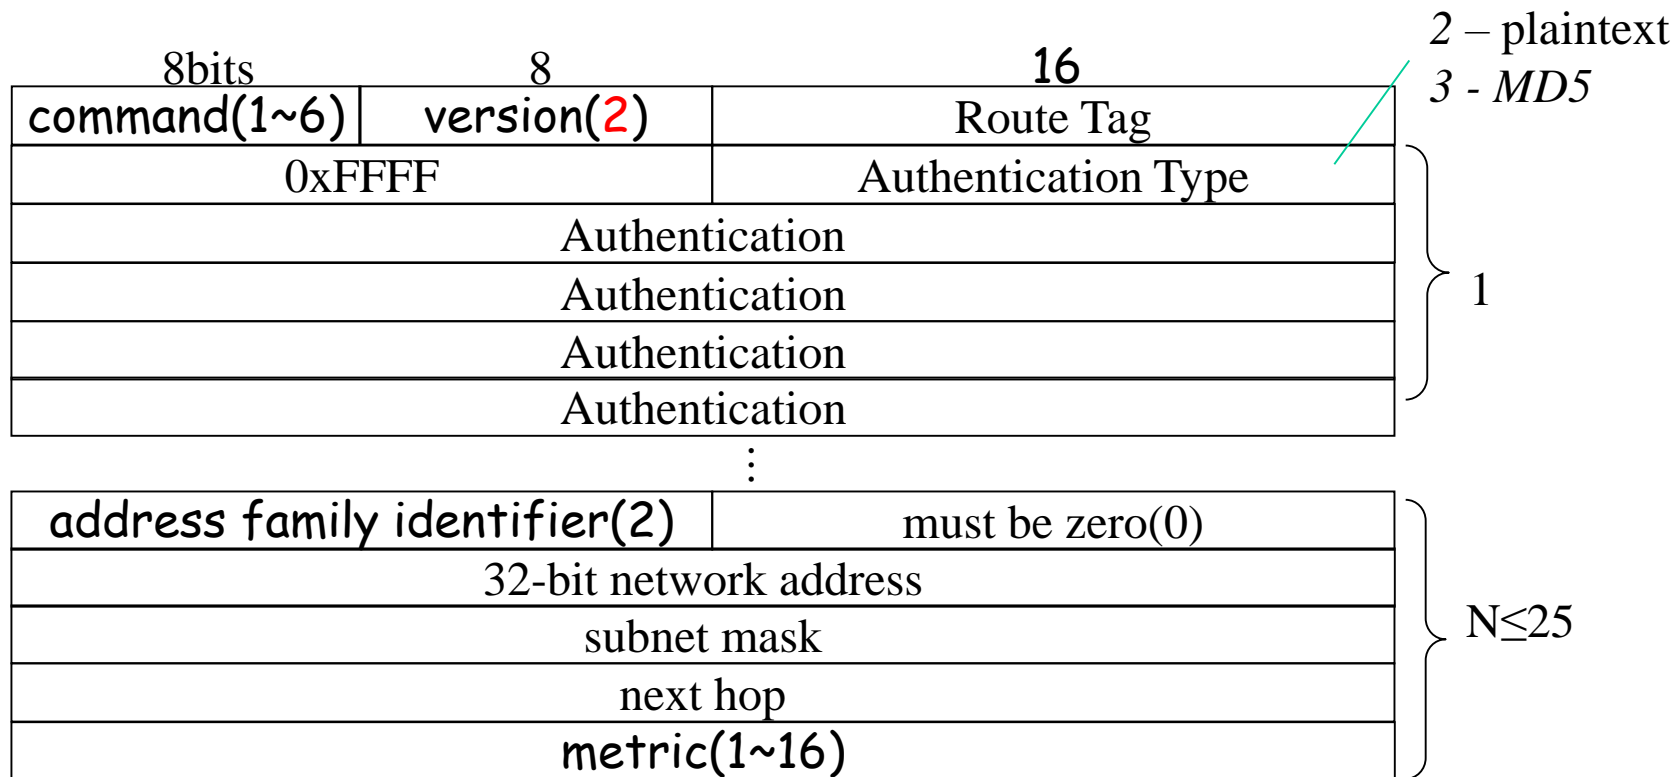 2 – plaintext
3 - MD5
8bits 8 16
command(1~6) version(2) Route Tag
0xFFFF Authentication Type
Authentication
Authentication
Authentication
Authentication
1
⋮
address family identifier(2) must be zero(0)
32-bit network address
subnet mask
next hop
metric(1~16)
N≤25